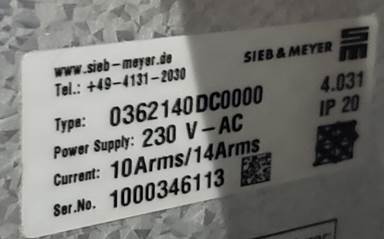 www.sieb-meyer.de
Tel.: +49-4131-2030
SIEB & MEYER SM
Type: 0362140DC0000
4.031
Power Supply: 230 V-AC
IP 20
Current: 10Arms/14Arms
Ser.No. 1000346113